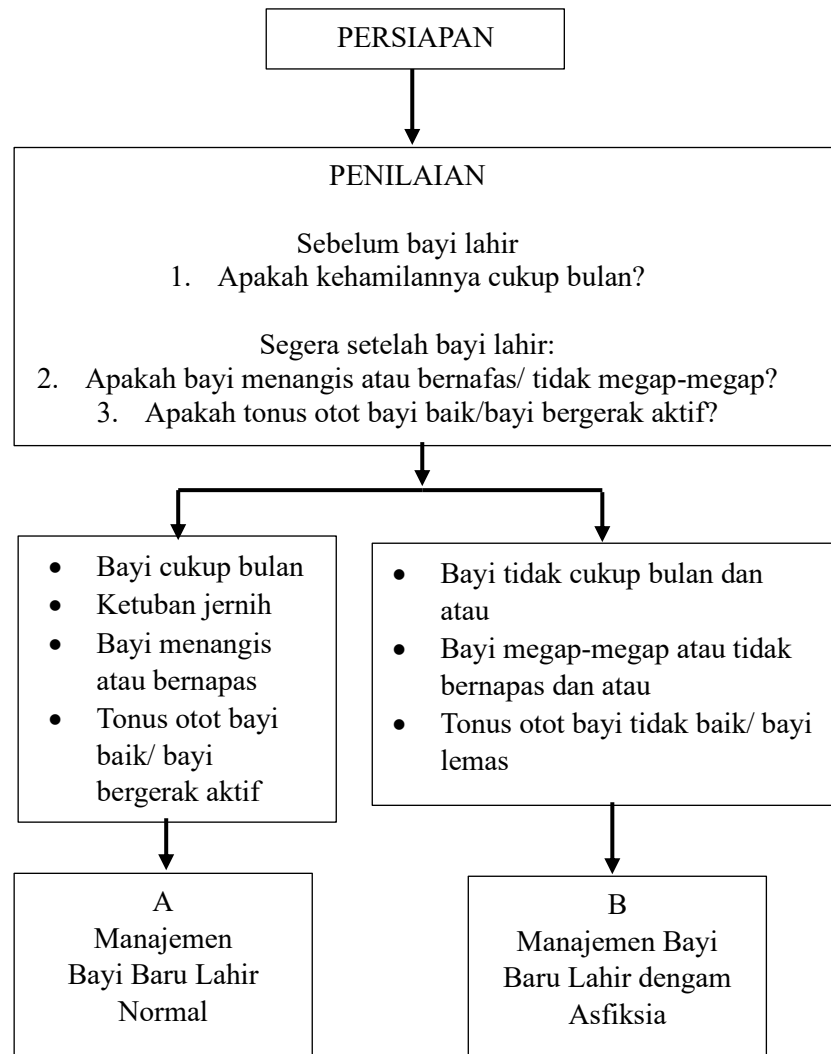 PERSIAPAN
PENILAIAN
Sebelum bayi lahir
1. Apakah kehamilannya cukup bulan?
Segera setelah bayi lahir:
2. Apakah bayi menangis atau bernafas/ tidak megap-megap?
3. Apakah tonus otot bayi baik/bayi bergerak aktif?
• Bayi cukup bulan
• Ketuban jernih
• Bayi menangis
atau bernapas
• Tonus otot bayi
baik/ bayi
bergerak aktif
• Bayi tidak cukup bulan dan
atau
• Bayi megap-megap atau tidak
bernapas dan atau
• Tonus otot bayi tidak baik/ bayi
lemas
A
Manajemen
Bayi Baru Lahir
Normal
B
Manajemen Bayi
Baru Lahir dengam
Asfiksia